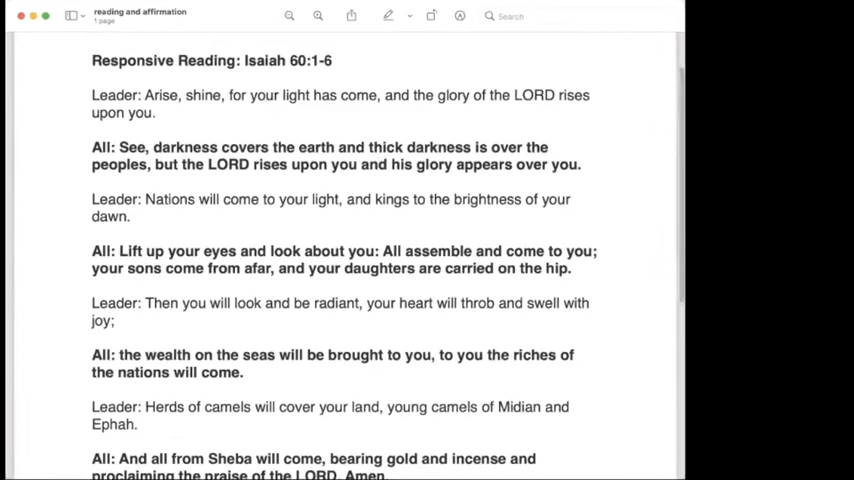 reading and affirmation
1 page
Search
Responsive Reading: Isaiah 60:1-6
Leader: Arise, shine, for your light has come, and the glory of the LORD rises
upon you.
All: See, darkness covers the earth and thick darkness is over the
peoples, but the LORD rises upon you and his glory appears over you.
Leader: Nations will come to your light, and kings to the brightness of your
dawn.
All: Lift up your eyes and look about you: All assemble and come to you;
your sons come from afar, and your daughters are carried on the hip.
Leader: Then you will look and be radiant, your heart will throb and swell with
joy;
All: the wealth on the seas will be brought to you, to you the riches of
the nations will come.
Leader: Herds of camels will cover your land, young camels of Midian and
Ephah.
All: And all from Sheba will come, bearing gold and incense and
proclaiming the praise of the LORD. Amen.